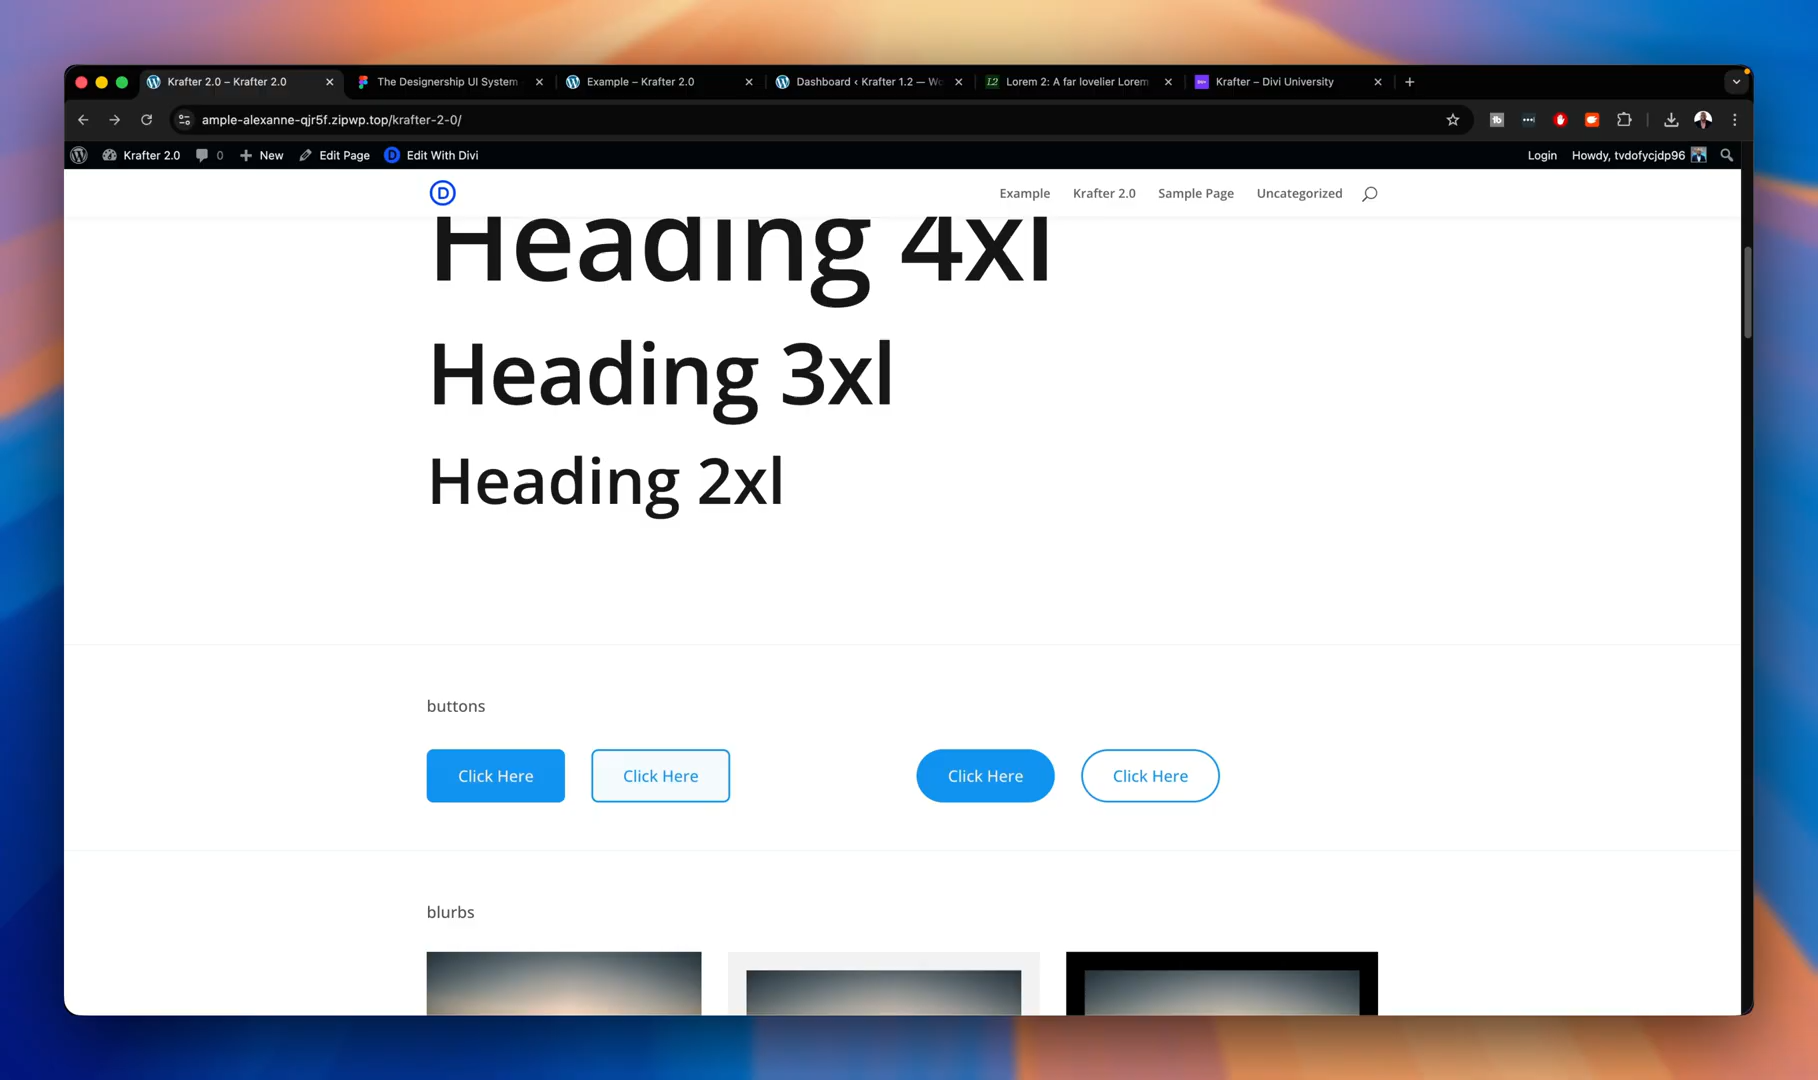 Krafter 2.0 – Krafter 2.0
The Designership UI System
Example – Krafter 2.0
Dashboard ‹ Krafter 1.2 — Wo
L2 Lorem 2: A far lovelier Lorem
Krafter – Divi University
ample-alexanne-qjr5f.zipwp.top/krafter-2-0/
Krafter 2.0 0 New Edit Page D Edit With Divi Login Howdy, tvdofycjdp96
D Example Krafter 2.0 Sample Page Uncategorized
Heading 4xl
Heading 3xl
Heading 2xl
buttons
Click Here Click Here Click Here Click Here
blurbs